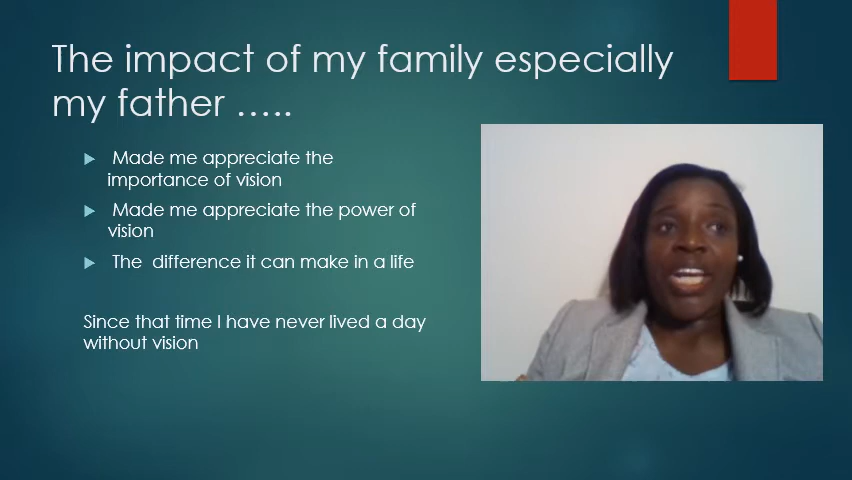 The impact of my family especially
my father …..
Made me appreciate the
importance of vision
Made me appreciate the power of
vision
The difference it can make in a life
Since that time I have never lived a day
without vision